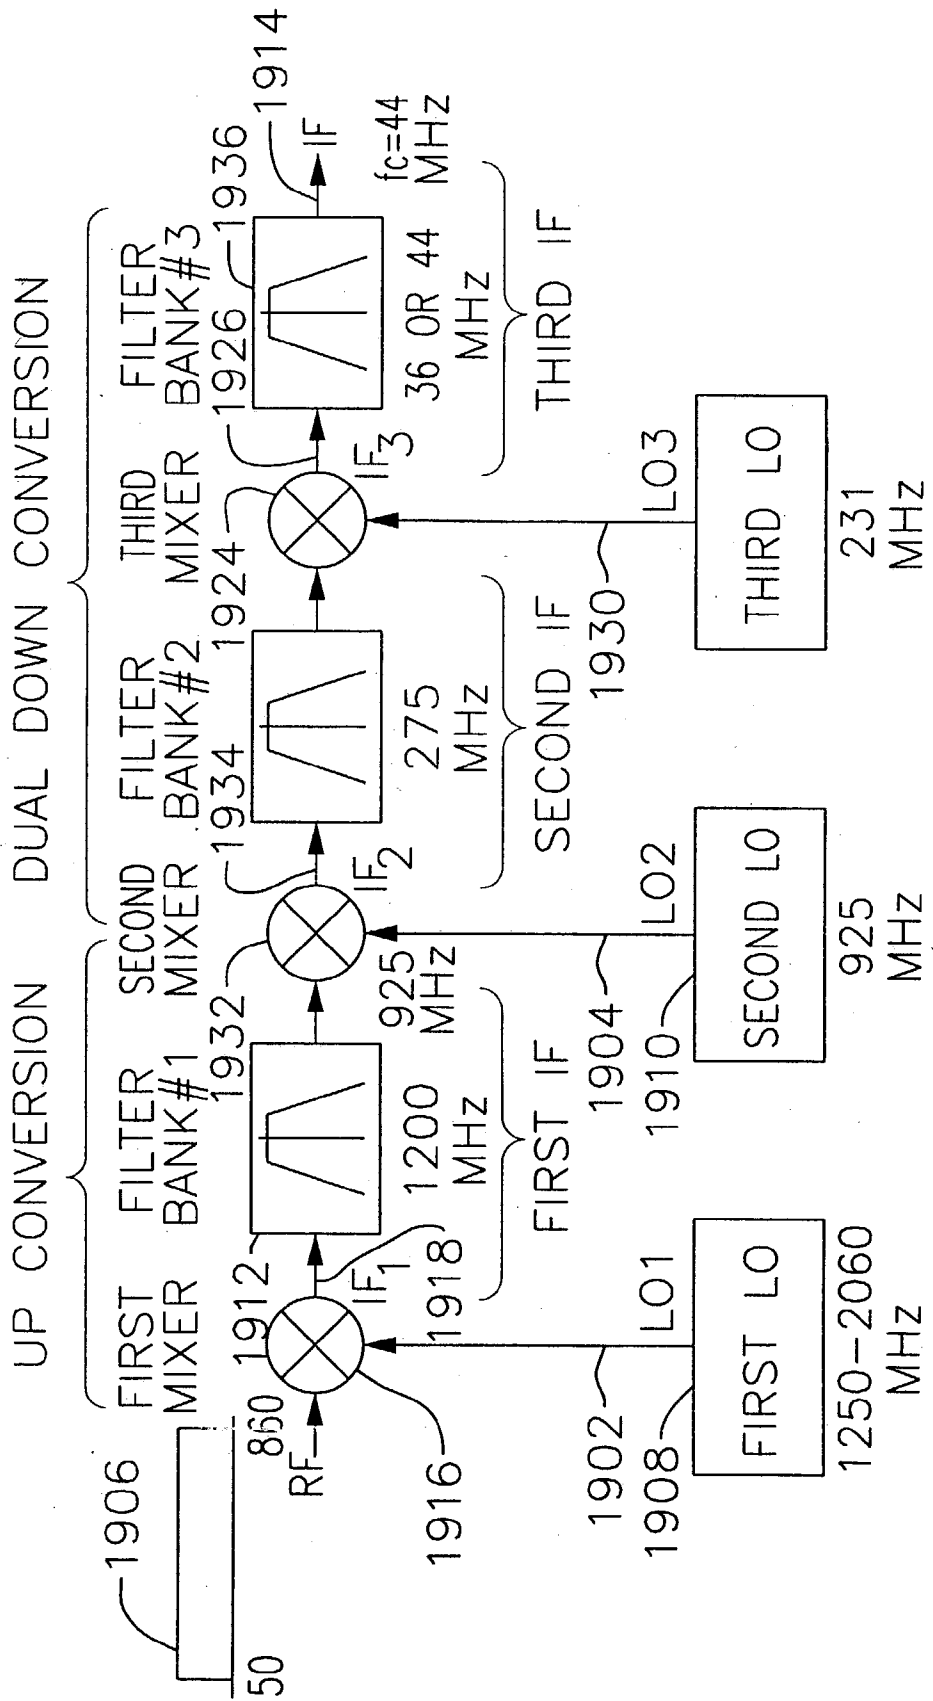 UP CONVERSION
DUAL DOWN CONVERSION
1906
50
860
RF
FIRST
MIXER
1912
FILTER
BANK#1
1932
SECOND
MIXER
1934
FILTER
BANK#2
1924
THIRD
MIXER
1926
FILTER
BANK#3
1936
1914
IF
1916
IF1
1918
1200
MHz
925
MHz
IF2
275
MHz
IF3
36 OR 44
MHz
fc=44
MHz
FIRST IF
SECOND IF
THIRD IF
1902
LO1
1908
FIRST LO
1250-2060
MHz
1904
LO2
1910
SECOND LO
925
MHz
1930
LO3
THIRD LO
231
MHz